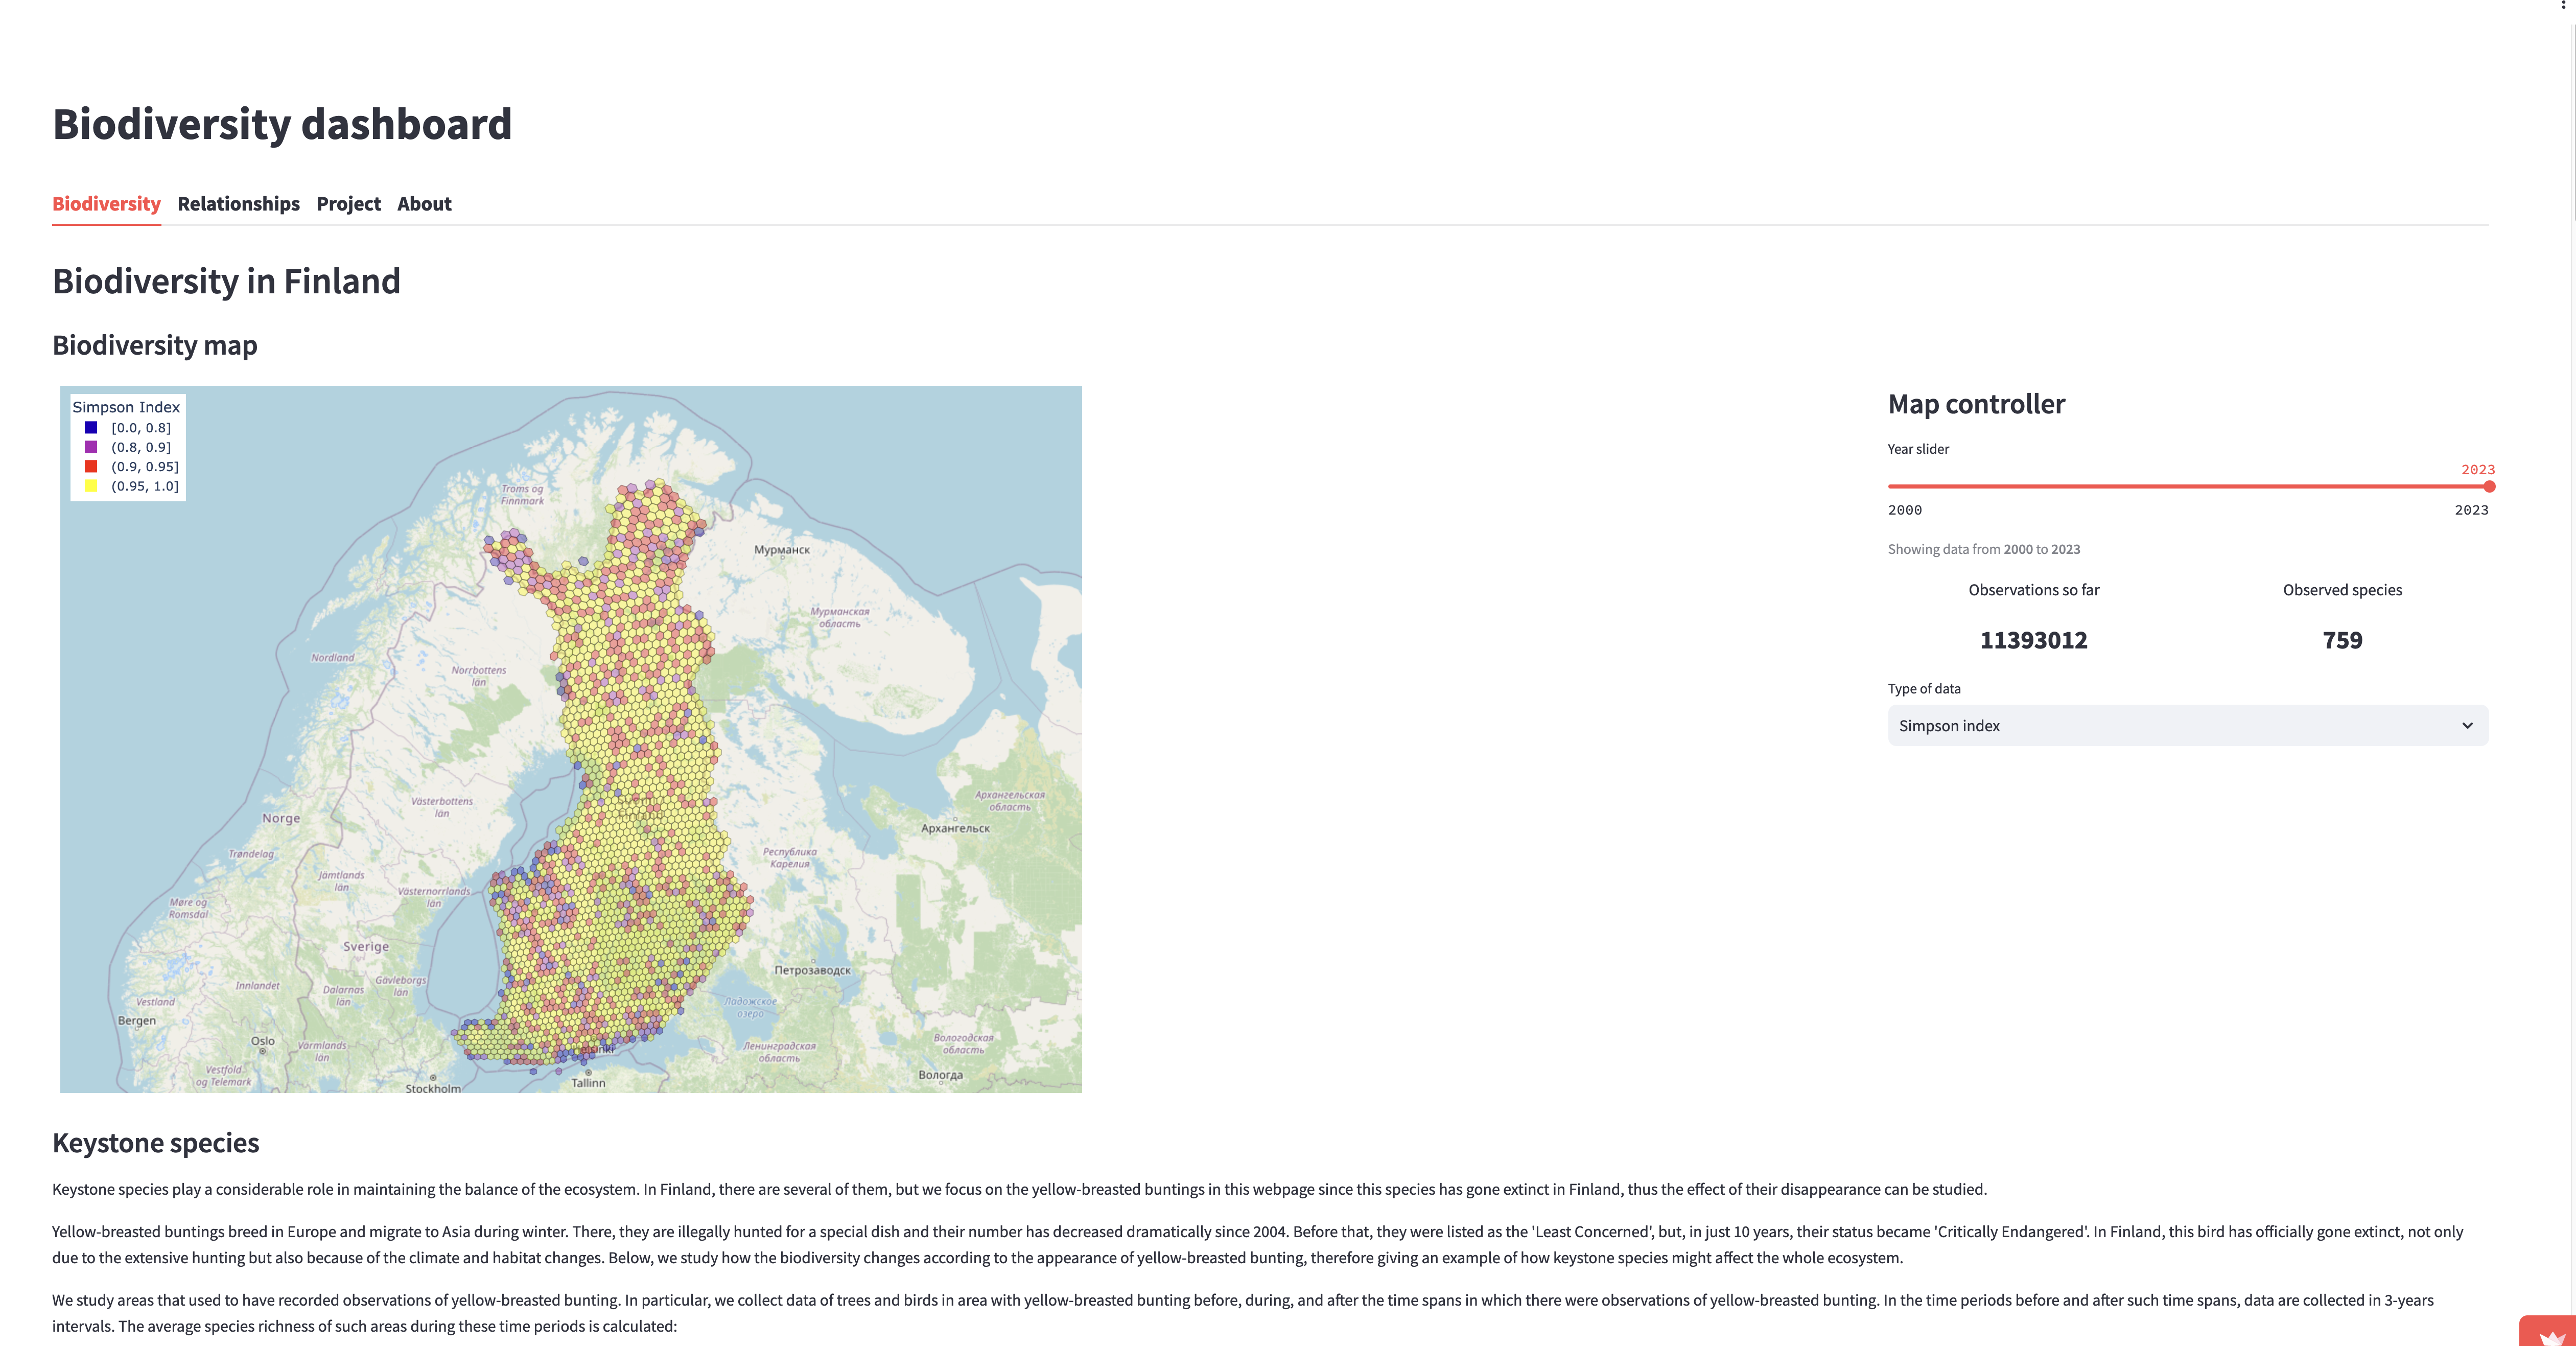 Biodiversity dashboard
Biodiversity Relationships Project About
Biodiversity in Finland
Biodiversity map
Simpson Index
[0.0, 0.8]
(0.8, 0.9]
(0.9, 0.95]
(0.95, 1.0]
Troms og
Finnmark
Мурманск
Мурманская
область
Nordland
Norrbottens
län
Västerbottens
län
Norge
Архангельская
область
Архангельск
Trøndelag
Республика
Карелия
Jämtlands
län
Västernorrlands
län
Møre og
Romsdal
Sverige
Петрозаводск
Gävleborgs
län
Innlandet
Dalarnas
län
Vestland
Ладожское
озеро
Bergen
Oslo
Värmlands
län
Вологодская
область
Ленинградская
область
Vestfold
og Telemark
Вологда
Tallinn
Stockholm
Map controller
Year slider
2023
2000 2023
Showing data from 2000 to 2023
Observations so far Observed species
11393012 759
Type of data
Simpson index
Keystone species
Keystone species play a considerable role in maintaining the balance of the ecosystem. In Finland, there are several of them, but we focus on the yellow-breasted buntings in this webpage since this species has gone extinct in Finland, thus the effect of their disappearance can be studied.
Yellow-breasted buntings breed in Europe and migrate to Asia during winter. There, they are illegally hunted for a special dish and their number has decreased dramatically since 2004. Before that, they were listed as the 'Least Concerned', but, in just 10 years, their status became 'Critically Endangered'. In Finland, this bird has officially gone extinct, not only
due to the extensive hunting but also because of the climate and habitat changes. Below, we study how the biodiversity changes according to the appearance of yellow-breasted bunting, therefore giving an example of how keystone species might affect the whole ecosystem.
We study areas that used to have recorded observations of yellow-breasted bunting. In particular, we collect data of trees and birds in area with yellow-breasted bunting before, during, and after the time spans in which there were observations of yellow-breasted bunting. In the time periods before and after such time spans, data are collected in 3-years
intervals. The average species richness of such areas during these time periods is calculated: